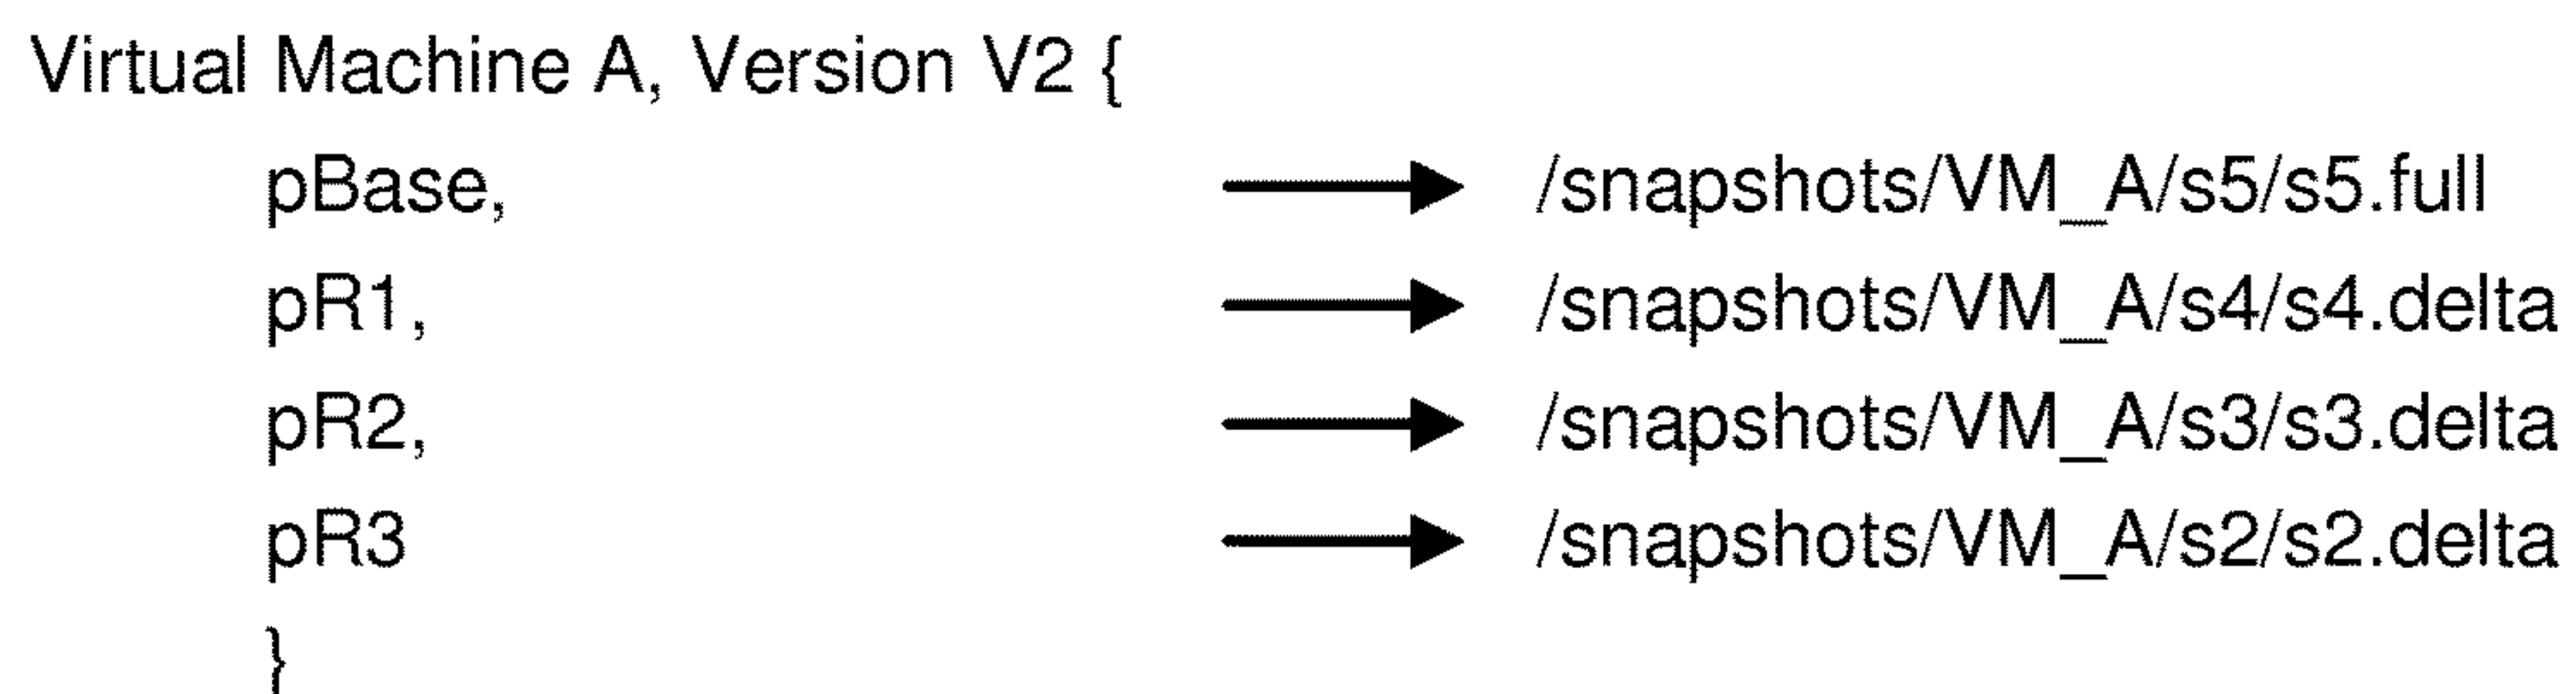 Virtual Machine A, Version V2 {
pBase, /snapshots/VM_A/s5/s5.full
pR1, /snapshots/VM_A/s4/s4.delta
pR2, /snapshots/VM_A/s3/s3.delta
pR3 /snapshots/VM_A/s2/s2.delta
}